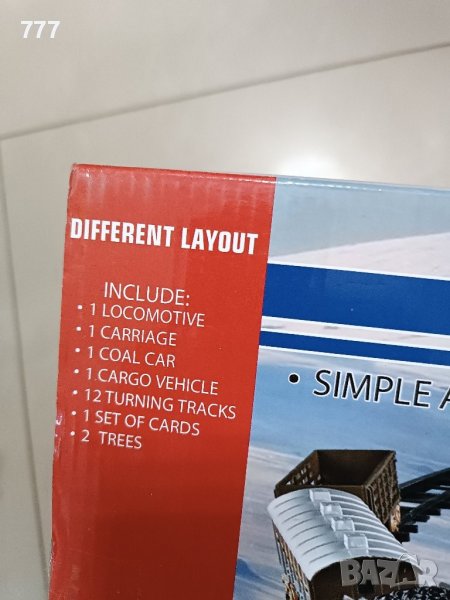 777
DIFFERENT LAYOUT
INCLUDE:
• 1 LOCOMOTIVE
• 1 CARRIAGE
• 1 COAL CAR
• 1 CARGO VEHICLE
• 12 TURNING TRACKS
• 1 SET OF CARDS
• 2 TREES
• SIMPLE A
BAZAR